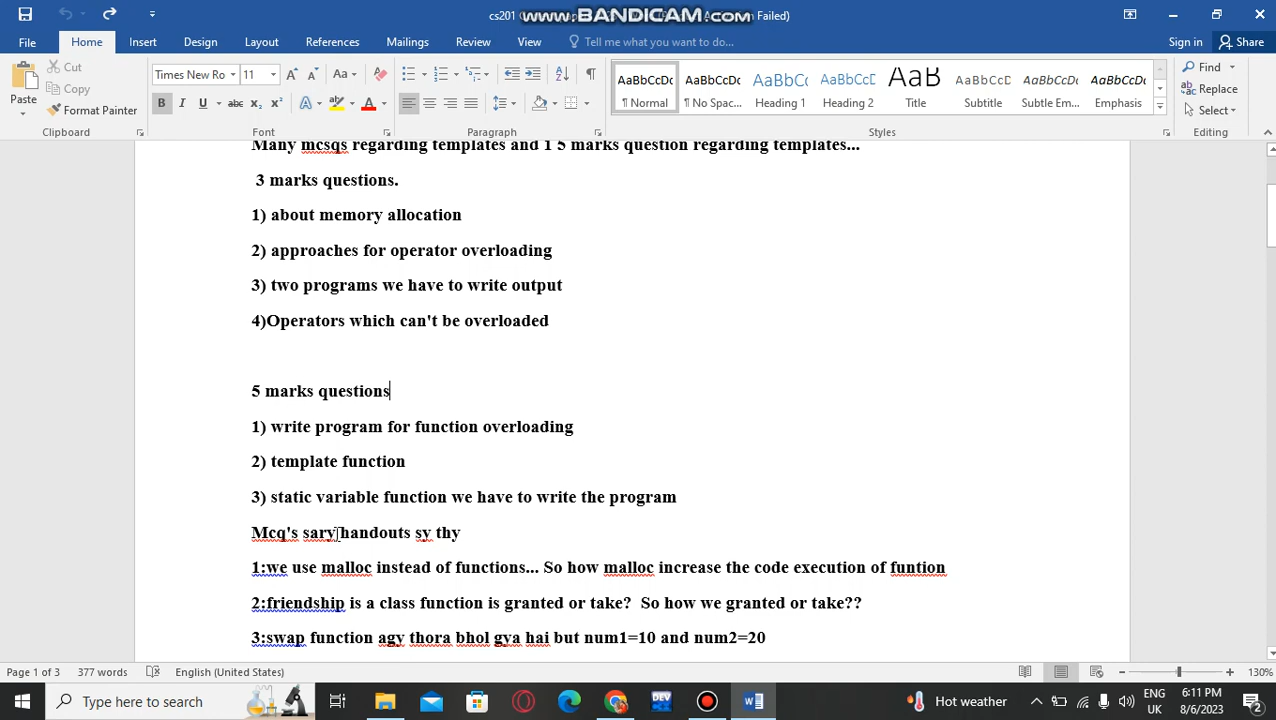 cs201
www.BANDICAM.com
Failed)
File Home Insert Design Layout References Mailings Review View Tell me what you want to do... Sign in Share
Paste
Cut
Copy
Format Painter
Clipboard
Times New Ro 11
Font
Paragraph
AaBbCcDc
¶ Normal
AaBbCcDc
¶ No Spac...
AaBbC
Heading 1
AaBbCc
Heading 2
AaB
Title
AaBbCcD
Subtitle
AaBbCcDt
Subtle Em...
AaBbCcDt
Emphasis
Styles
Find
Replace
Select
Editing
Many mcsqs regarding templates and 1 5 marks question regarding templates...
3 marks questions.
1) about memory allocation
2) approaches for operator overloading
3) two programs we have to write output
4)Operators which can't be overloaded
5 marks questions
1) write program for function overloading
2) template function
3) static variable function we have to write the program
Mcq's sary handouts sy thy
1:we use malloc instead of functions... So how malloc increase the code execution of funtion
2:friendship is a class function is granted or take? So how we granted or take??
3:swap function agy thora bhol gya hai but num1=10 and num2=20
Page 1 of 3 377 words English (United States) 130%
Type here to search
DEV
Hot weather
ENG
UK
6:11 PM
8/6/2023
2